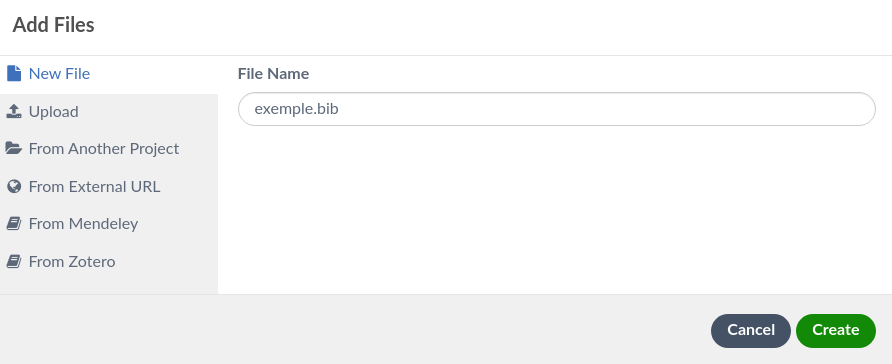 Add Files
New File
Upload
From Another Project
From External URL
From Mendeley
From Zotero
File Name
exemple.bib
Cancel
Create